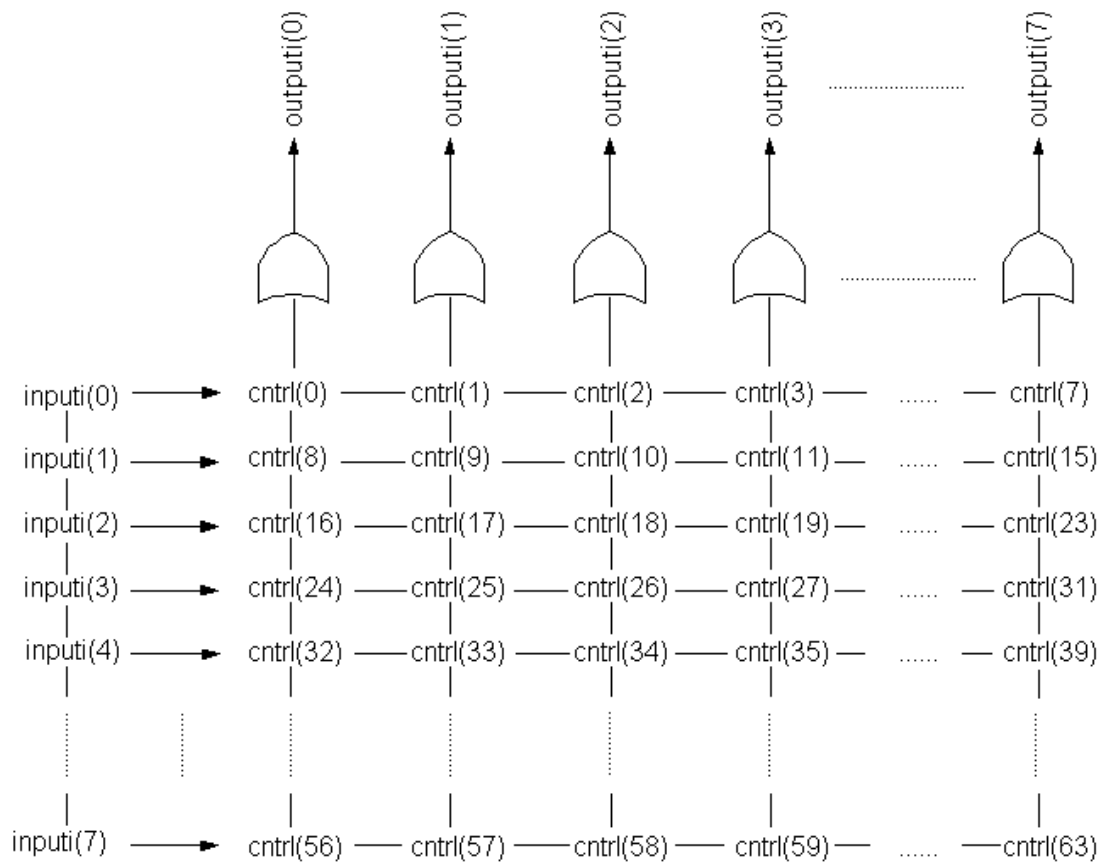 outputi(0) outputi(1) outputi(2) outputi(3) outputi(7)
inputi(0) cntrl(0) cntrl(1) cntrl(2) cntrl(3) ...... cntrl(7)
inputi(1) cntrl(8) cntrl(9) cntrl(10) cntrl(11) ...... cntrl(15)
inputi(2) cntrl(16) cntrl(17) cntrl(18) cntrl(19) ...... cntrl(23)
inputi(3) cntrl(24) cntrl(25) cntrl(26) cntrl(27) ...... cntrl(31)
inputi(4) cntrl(32) cntrl(33) cntrl(34) cntrl(35) ...... cntrl(39)
inputi(7) cntrl(56) cntrl(57) cntrl(58) cntrl(59) ...... cntrl(63)